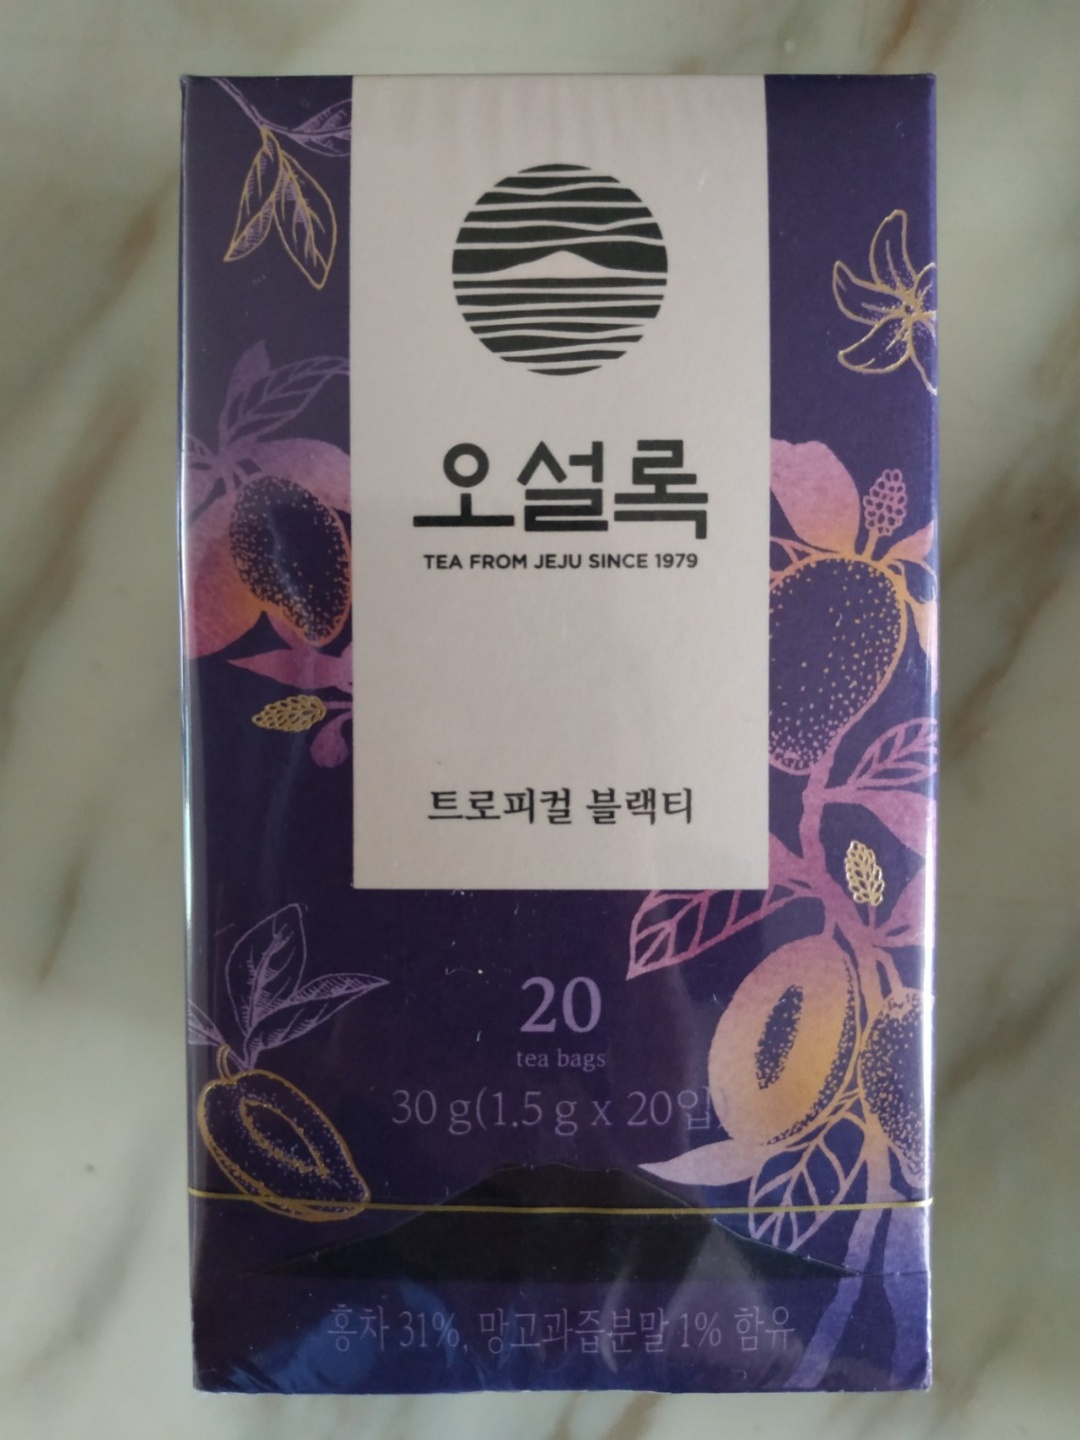 오설록
TEA FROM JEJU SINCE 1979
트로피컬 블랙티
20
tea bags
30 g(1.5 g x 20입)
홍차 31%, 망고과즙분말 1% 함유